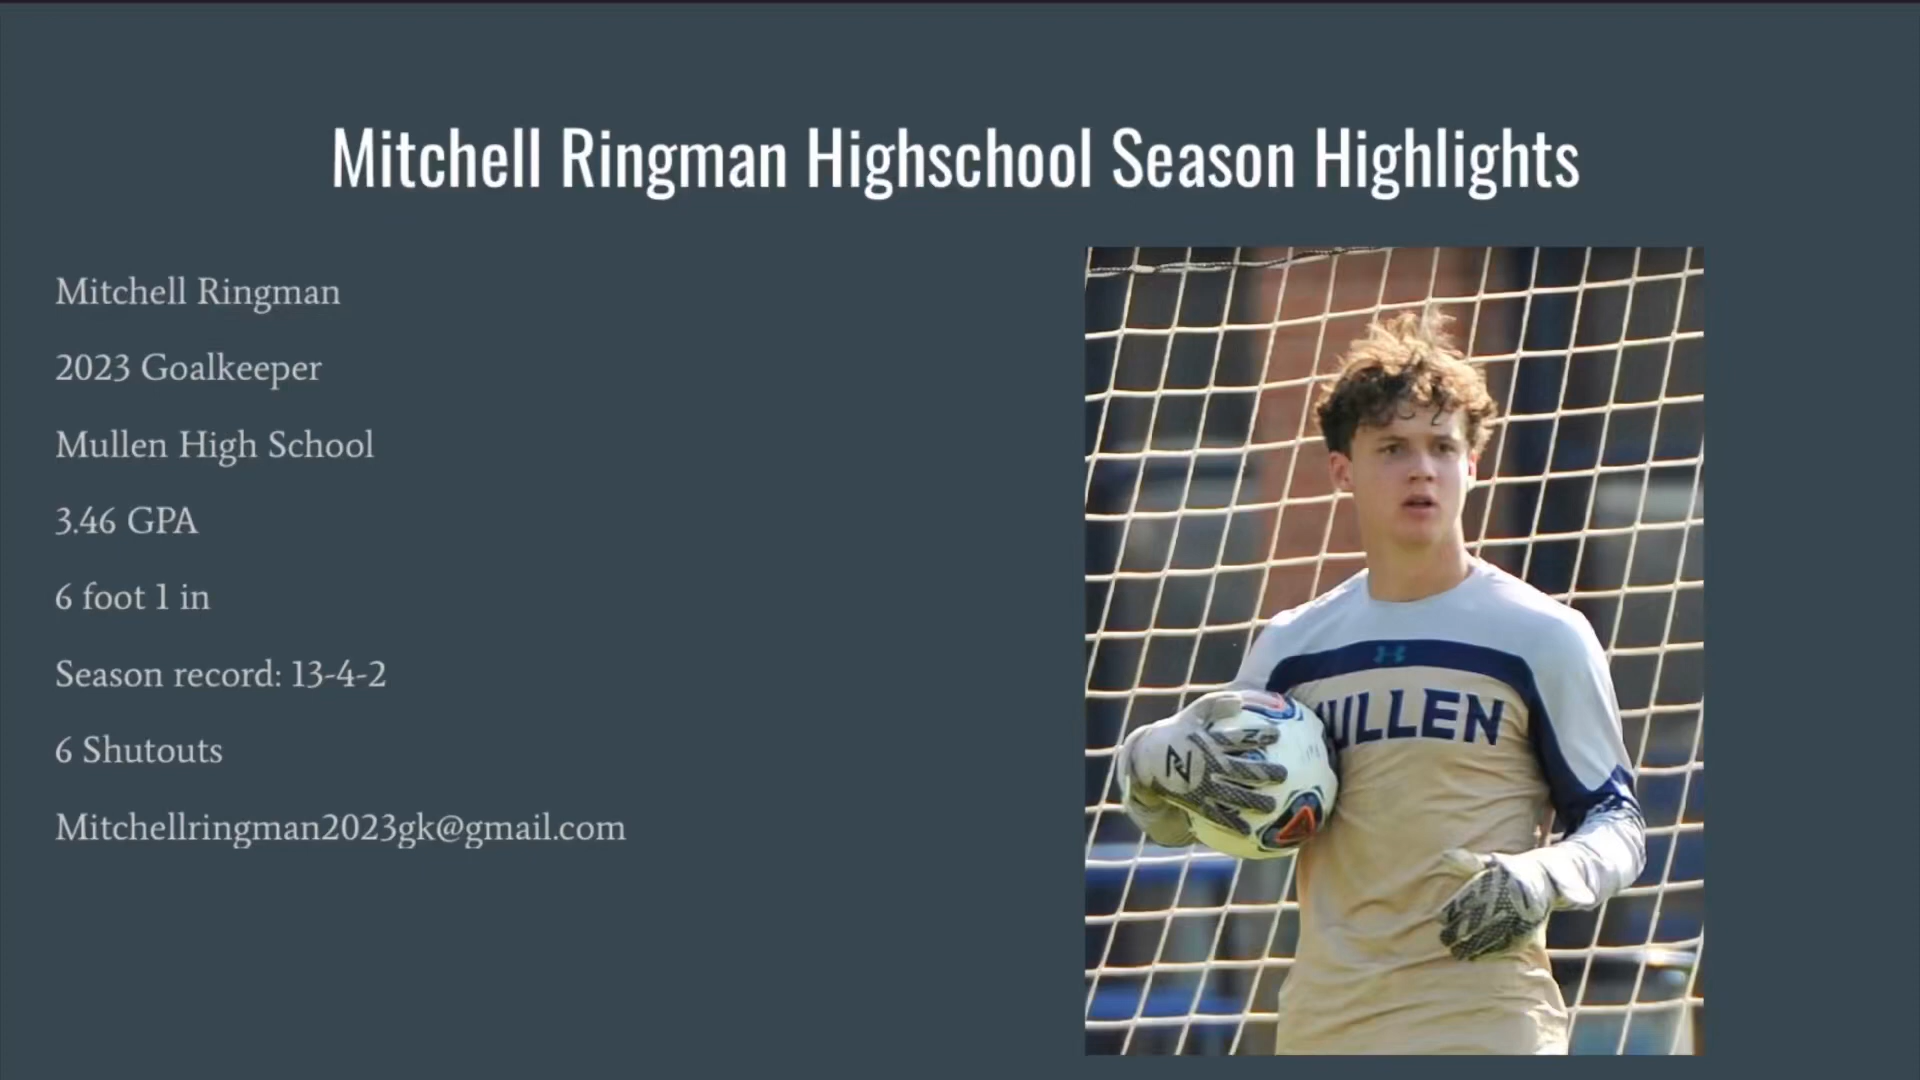 Mitchell Ringman Highschool Season Highlights
Mitchell Ringman
2023 Goalkeeper
Mullen High School
3.46 GPA
6 foot 1 in
Season record: 13-4-2
6 Shutouts
Mitchellringman2023gk@gmail.com
MULLEN